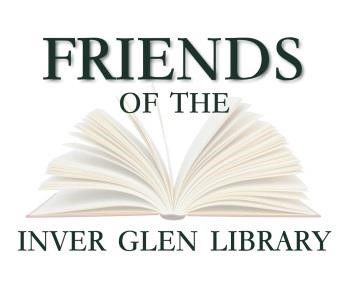 FRIENDS
OF THE
INVER GLEN LIBRARY